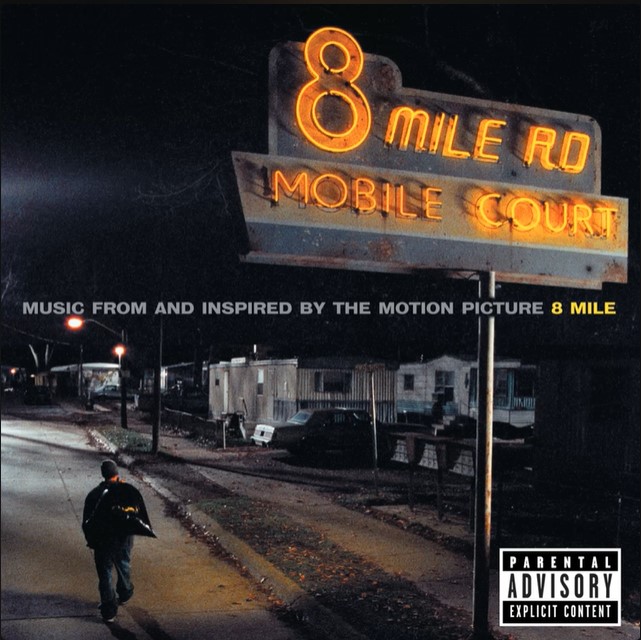 8 MILE RD
MOBILE COURT
MUSIC FROM AND INSPIRED BY THE MOTION PICTURE 8 MILE
PARENTAL
ADVISORY
EXPLICIT CONTENT